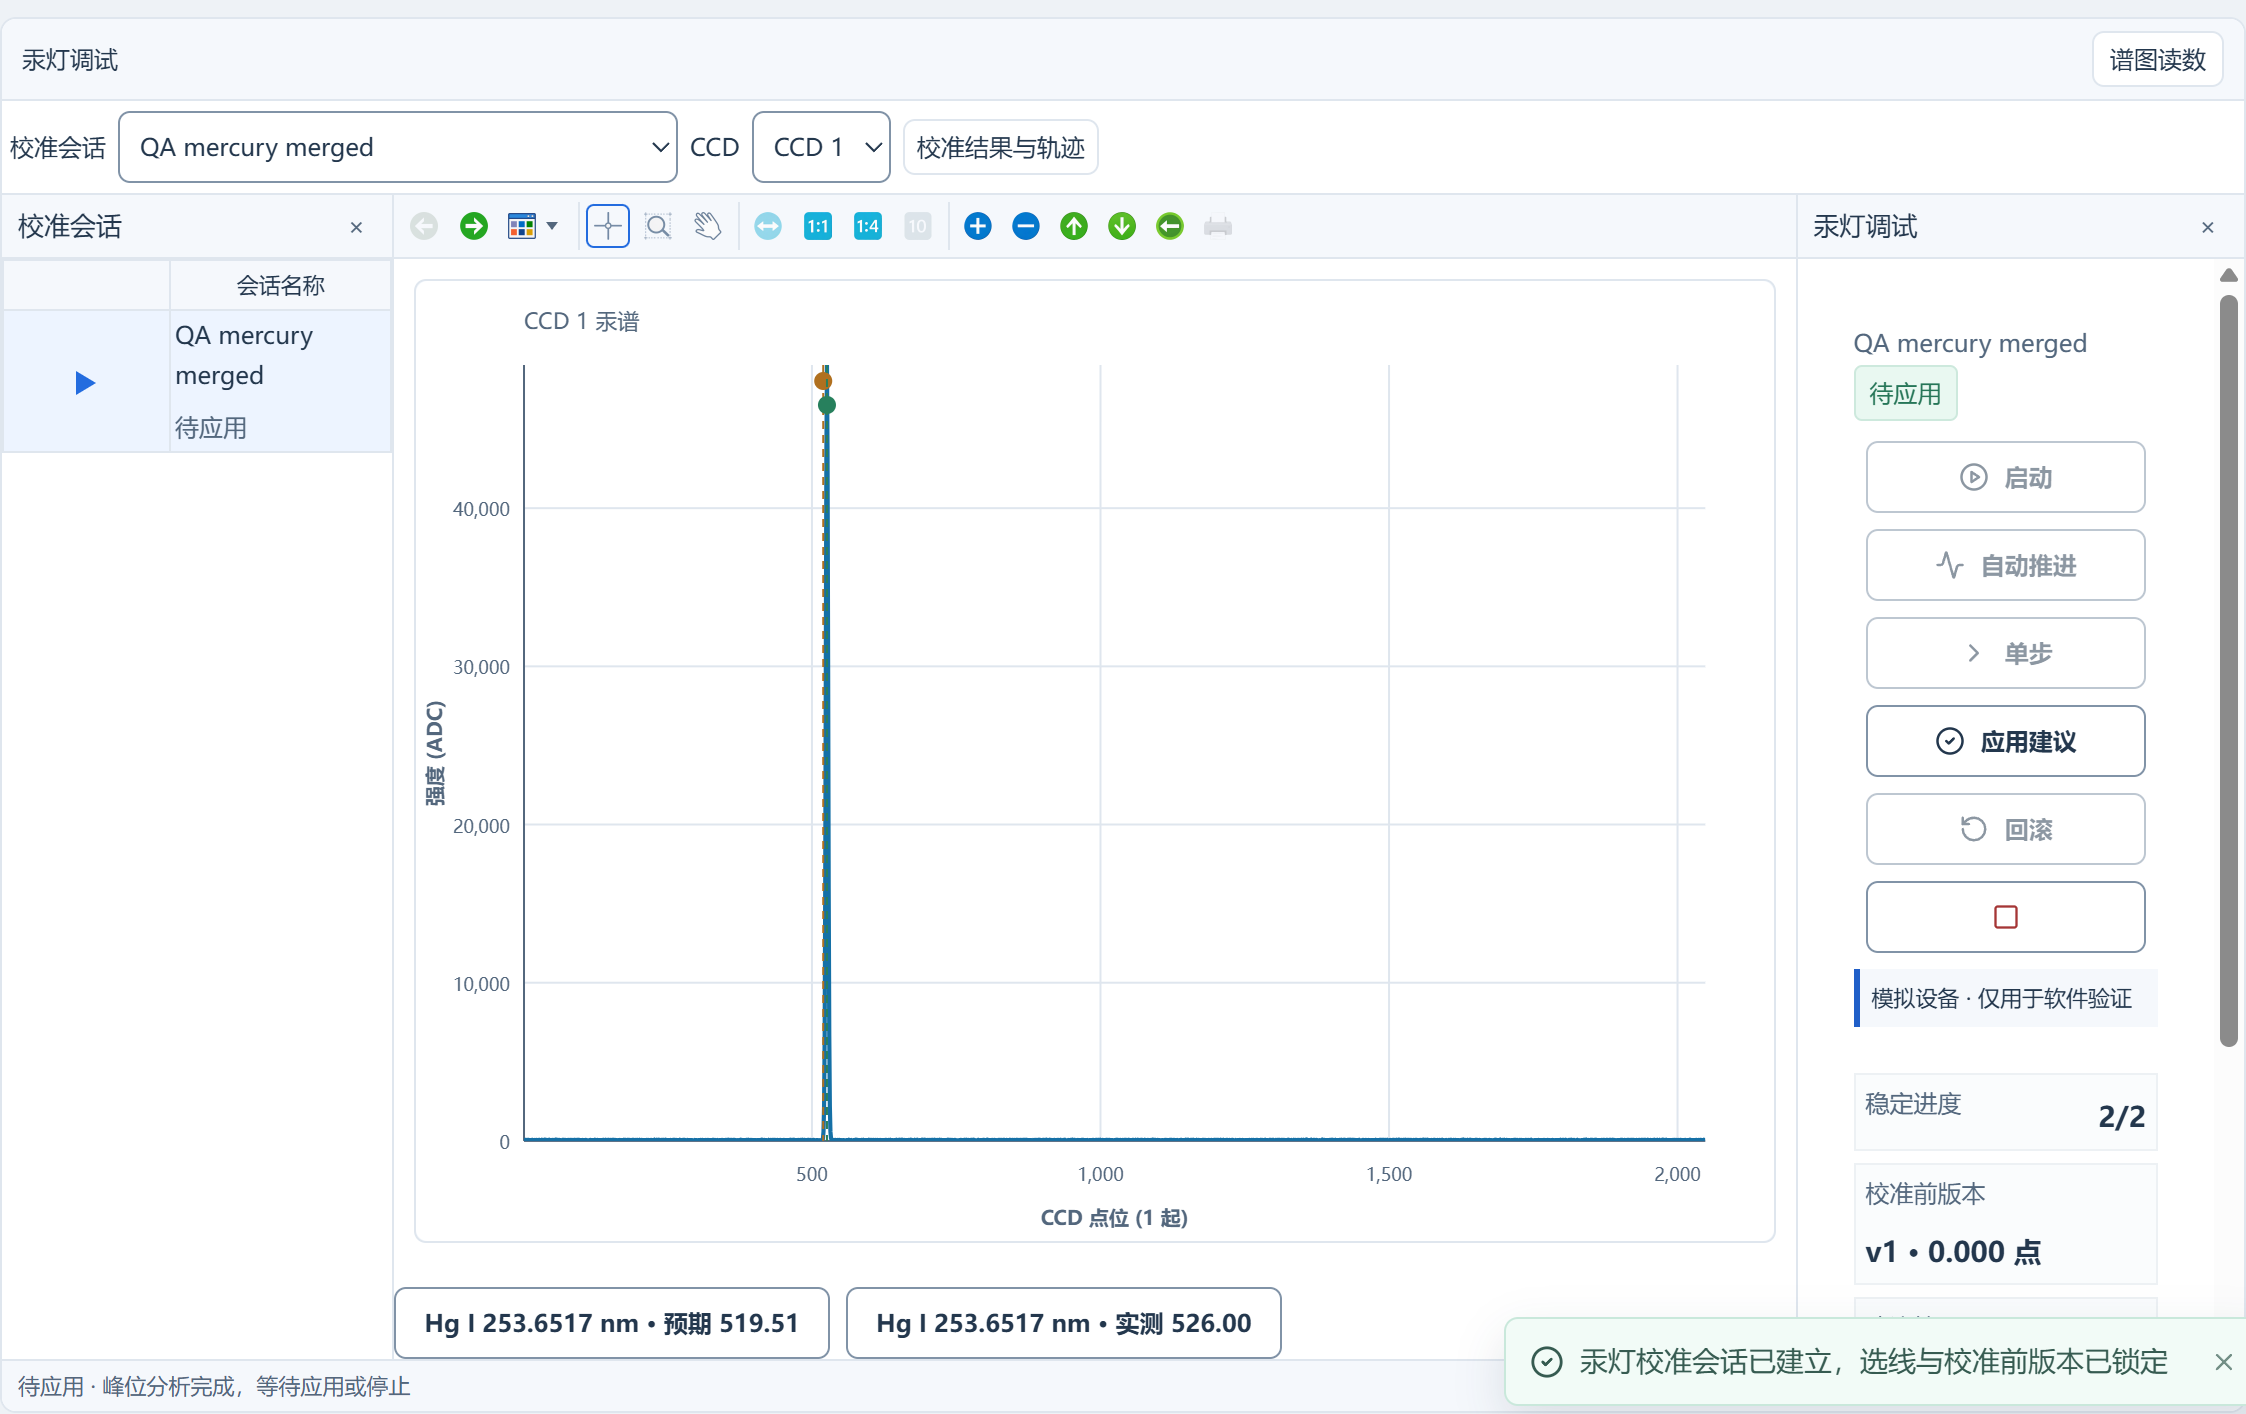 汞灯调试
谱图读数
校准会话
QA mercury merged
CCD
CCD 1
校准结果与轨迹
校准会话
1:1
1:4
10
汞灯调试
会话名称
QA mercury
merged
待应用
CCD 1 汞谱
40,000
30,000
20,000
10,000
0
强度 (ADC)
500
1,000
1,500
2,000
CCD 点位 (1 起)
Hg I 253.6517 nm • 预期 519.51
Hg I 253.6517 nm • 实测 526.00
QA mercury merged
待应用
启动
自动推进
单步
应用建议
回滚
模拟设备 · 仅用于软件验证
稳定进度
2/2
校准前版本
v1 • 0.000 点
汞灯校准会话已建立，选线与校准前版本已锁定
待应用 · 峰位分析完成，等待应用或停止